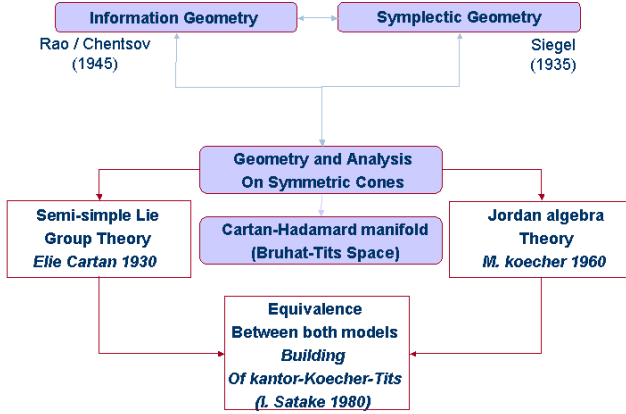 Information Geometry
Symplectic Geometry
Rao / Chentsov
(1945)
Siegel
(1935)
Geometry and Analysis
On Symmetric Cones
Semi-simple Lie
Group Theory
Elie Cartan 1930
Cartan-Hadamard manifold
(Bruhat-Tits Space)
Jordan algebra
Theory
M. koecher 1960
Equivalence
Between both models
Building
Of kantor-Koecher-Tits
(I. Satake 1980)